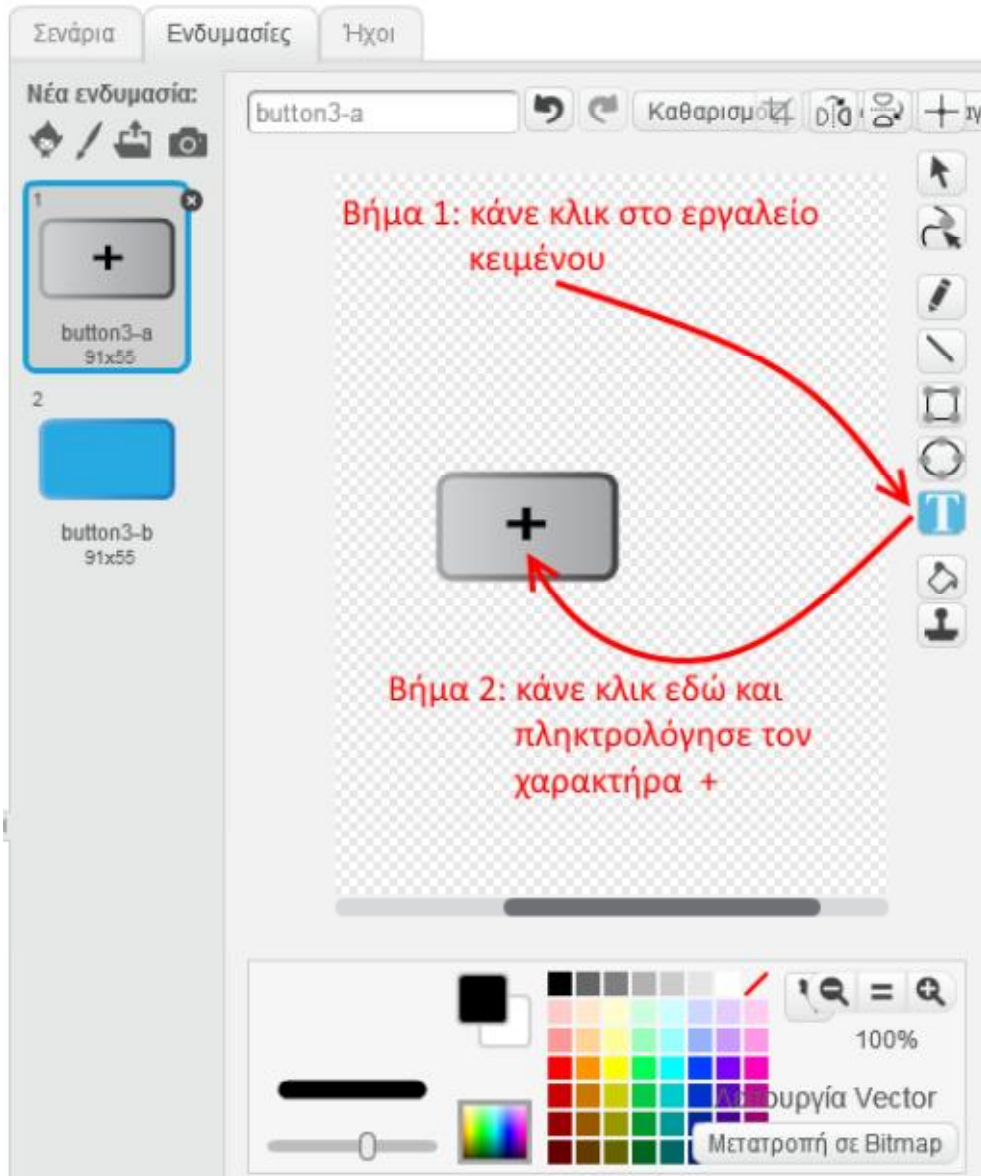 Σενάρια
Ενδυμασίες
Ήχοι
Νέα ενδυμασία:
button3-a
Καθαρισμ
1
+
button3-a
91x55
2
button3-b
91x55
Βήμα 1: κάνε κλικ στο εργαλείο
κειμένου
T
+
Βήμα 2: κάνε κλικ εδώ και
πληκτρολόγησε τον
χαρακτήρα +
100%
Vector
Μετατροπή σε Bitmap